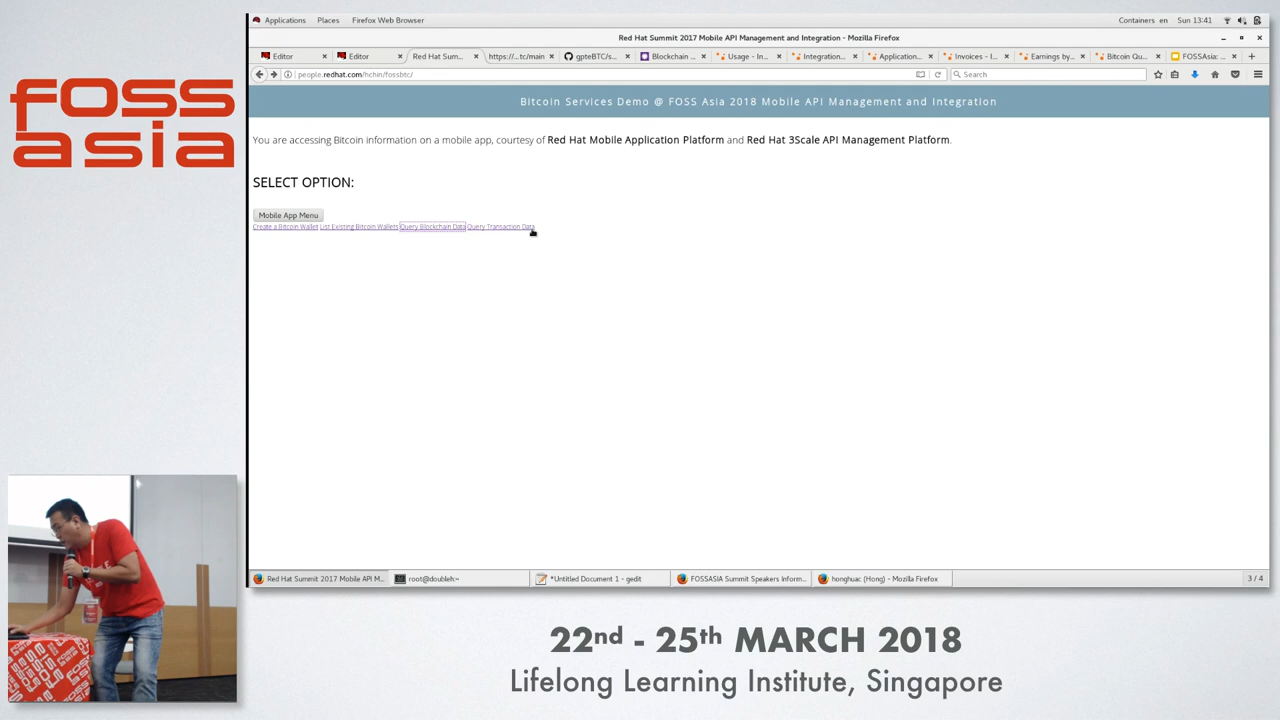 foss
asia
Applications Places Firefox Web Browser Containers en Sun 13:41
Red Hat Summit 2017 Mobile API Management and Integration - Mozilla Firefox
Editor × Editor × Red Hat Sum... × https://...tc/main × gpteBTC/s... × Blockchain ... × Usage - In... × Integration... × Application... × Invoices - I... × Earnings by... × Bitcoin Qu... × FOSSAsia: ... × +
people.redhat.com/hchin/fossbtc/ Search
Bitcoin Services Demo @ FOSS Asia 2018 Mobile API Management and Integration
You are accessing Bitcoin information on a mobile app, courtesy of Red Hat Mobile Application Platform and Red Hat 3Scale API Management Platform.
SELECT OPTION:
Mobile App Menu
Create a Bitcoin Wallet List Existing Bitcoin Wallets Query Blockchain Data Query Transaction Data
Red Hat Summit 2017 Mobile API M... root@doubleh:~ *Untitled Document 1 - gedit FOSSASIA Summit Speakers Inform... honghuac (Hong) - Mozilla Firefox 3 / 4
22nd - 25th MARCH 2018
Lifelong Learning Institute, Singapore